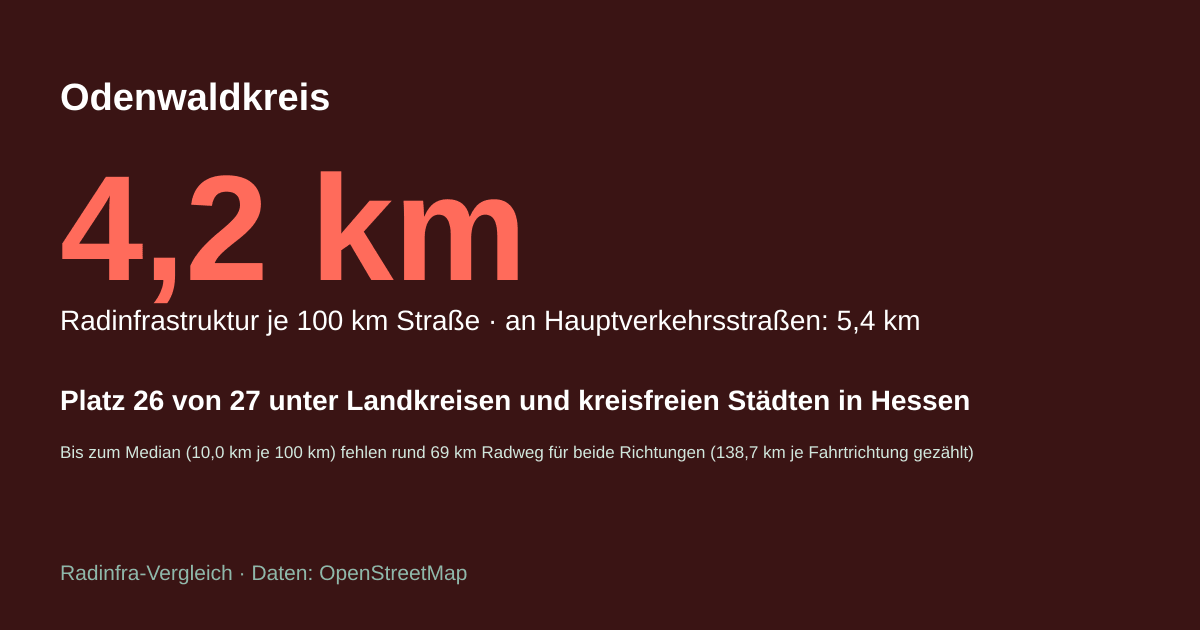 Odenwaldkreis
4,2 km
Radinfrastruktur je 100 km Straße · an Hauptverkehrsstraßen: 5,4 km
Platz 26 von 27 unter Landkreisen und kreisfreien Städten in Hessen
Bis zum Median (10,0 km je 100 km) fehlen rund 69 km Radweg für beide Richtungen (138,7 km je Fahrtrichtung gezählt)
Radinfra-Vergleich · Daten: OpenStreetMap